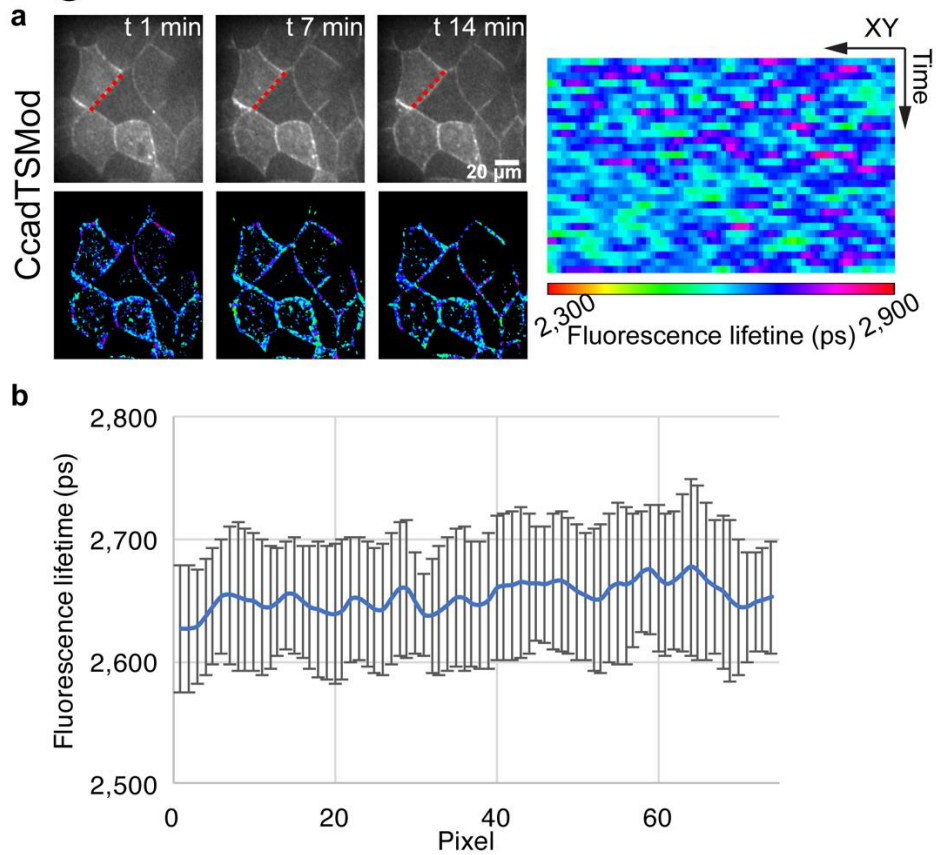 a
t 1 min
t 7 min
t 14 min
CcadTSMod
20 µm
XY
Time
2,300
2,900
Fluorescence lifetine (ps)
b
2,800
2,700
2,600
2,500
Fluorescence lifetime (ps)
0
20
40
60
Pixel